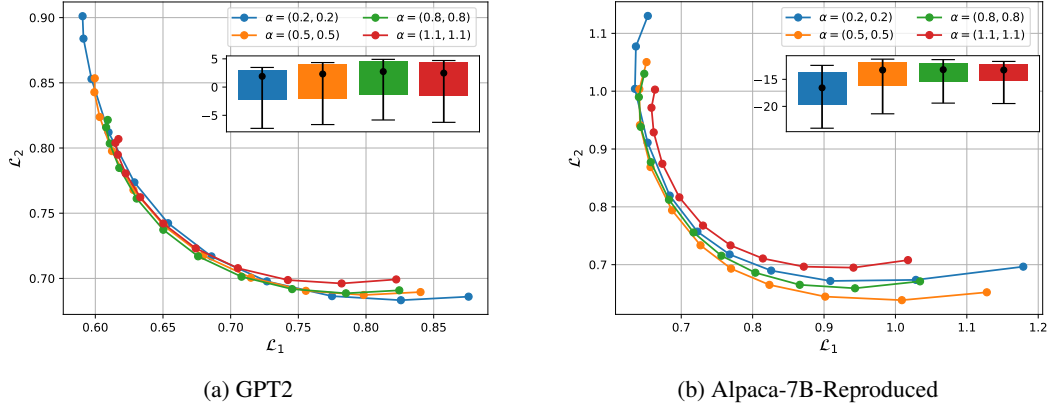 α = (0.2, 0.2) α = (0.8, 0.8)
α = (0.5, 0.5) α = (1.1, 1.1)
5
0
−5
0.90
0.85
0.80
0.75
0.70
ℒ₂
0.60 0.65 0.70 0.75 0.80 0.85
ℒ₁
(a) GPT2
α = (0.2, 0.2) α = (0.8, 0.8)
α = (0.5, 0.5) α = (1.1, 1.1)
−15
−20
1.1
1.0
0.9
0.8
0.7
0.6
ℒ₂
0.7 0.8 0.9 1.0 1.1 1.2
ℒ₁
(b) Alpaca-7B-Reproduced